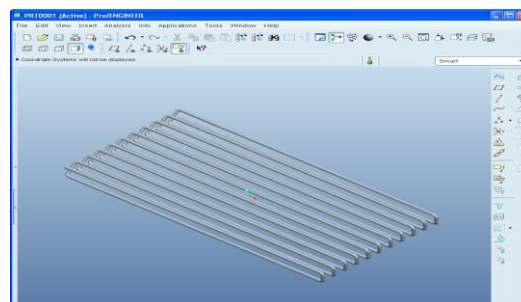 PRT0001 (Active) - Pro/ENGINEER
File Edit View Insert Analysis Info Applications Tools Window Help
• Coordinate Systems will not be displayed.
Smart